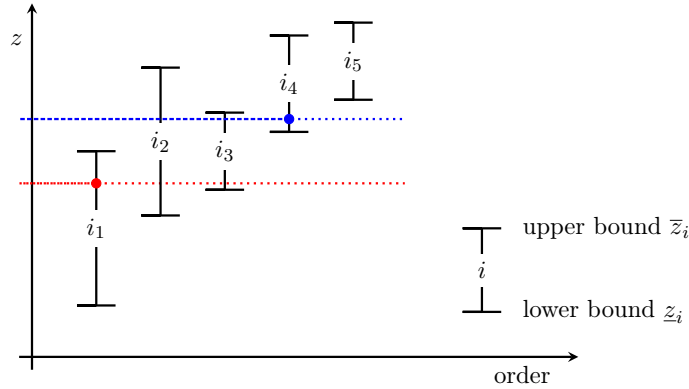 z
i₁
i₂
i₃
i₄
i₅
upper bound z̅ᵢ
i
lower bound z̲ᵢ
order